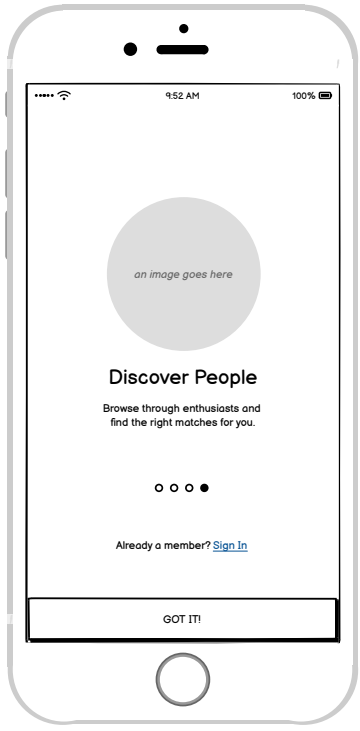 9:52 AM 100%
an image goes here
Discover People
Browse through enthusiasts and
find the right matches for you.
Already a member? Sign In
GOT IT!